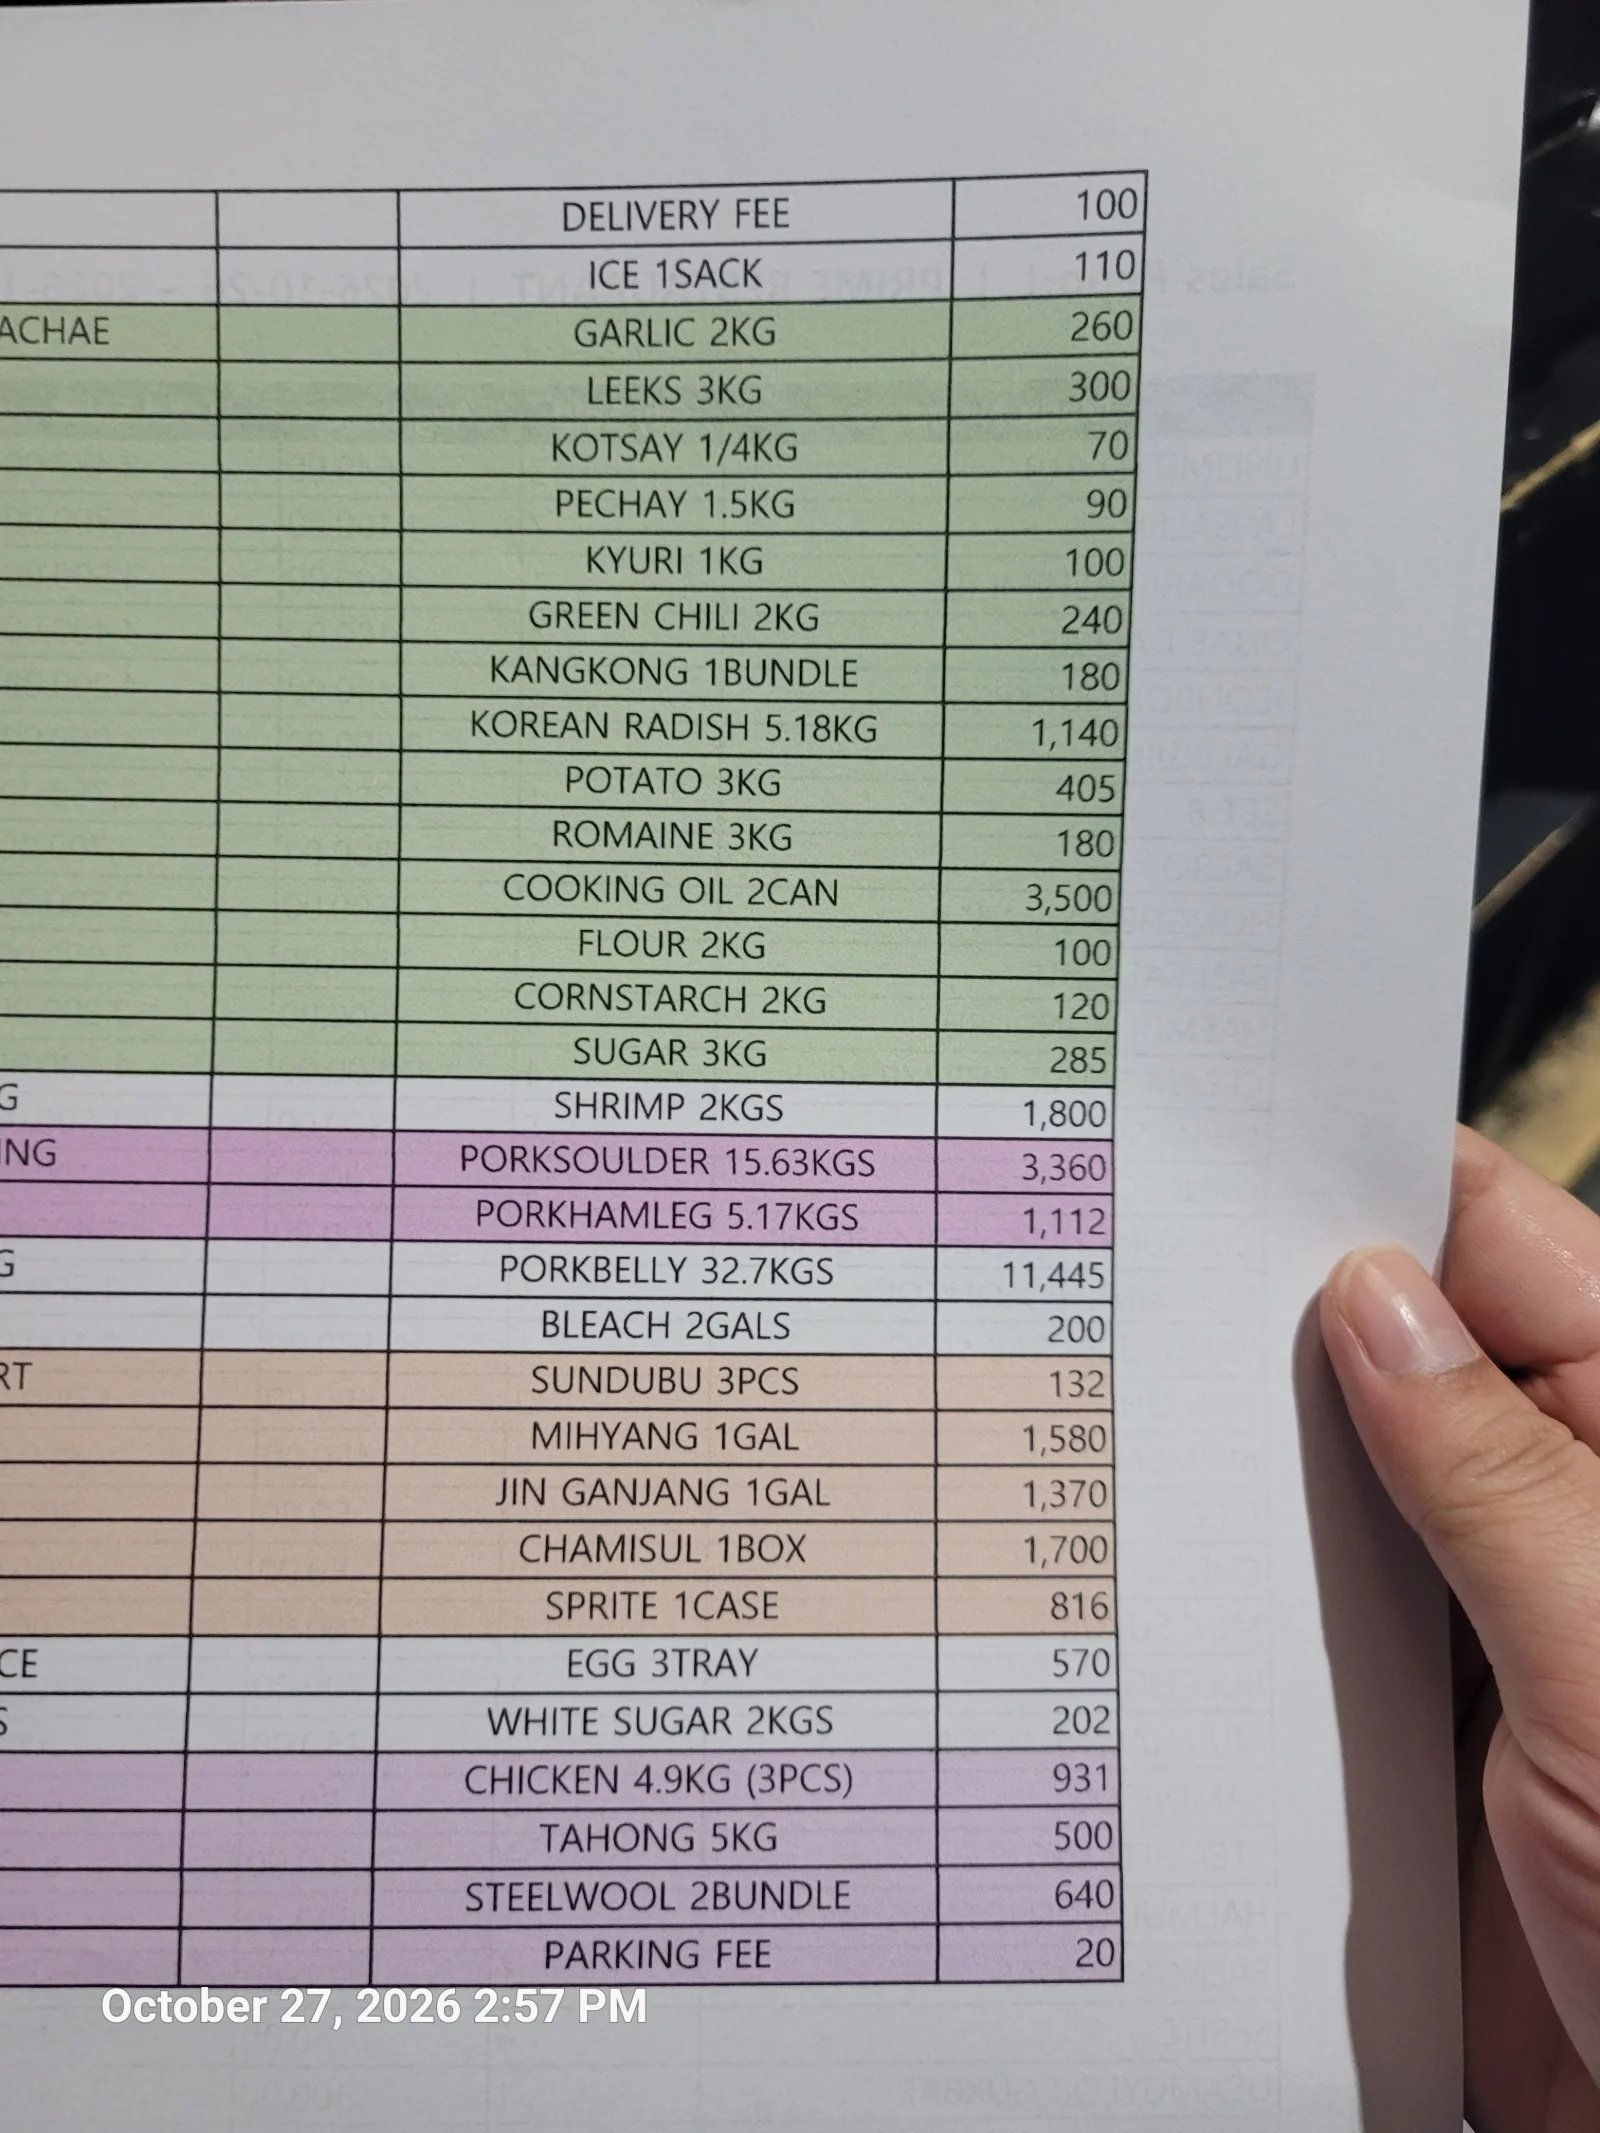 DELIVERY FEE 100
ICE 1SACK 110
ACHAE GARLIC 2KG 260
LEEKS 3KG 300
KOTSAY 1/4KG 70
PECHAY 1.5KG 90
KYURI 1KG 100
GREEN CHILI 2KG 240
KANGKONG 1BUNDLE 180
KOREAN RADISH 5.18KG 1,140
POTATO 3KG 405
ROMAINE 3KG 180
COOKING OIL 2CAN 3,500
FLOUR 2KG 100
CORNSTARCH 2KG 120
SUGAR 3KG 285
G SHRIMP 2KGS 1,800
ING PORKSOULDER 15.63KGS 3,360
PORKHAMLEG 5.17KGS 1,112
G PORKBELLY 32.7KGS 11,445
BLEACH 2GALS 200
RT SUNDUBU 3PCS 132
MIHYANG 1GAL 1,580
JIN GANJANG 1GAL 1,370
CHAMISUL 1BOX 1,700
SPRITE 1CASE 816
CE EGG 3TRAY 570
S WHITE SUGAR 2KGS 202
CHICKEN 4.9KG (3PCS) 931
TAHONG 5KG 500
STEELWOOL 2BUNDLE 640
PARKING FEE 20
October 27, 2026 2:57 PM